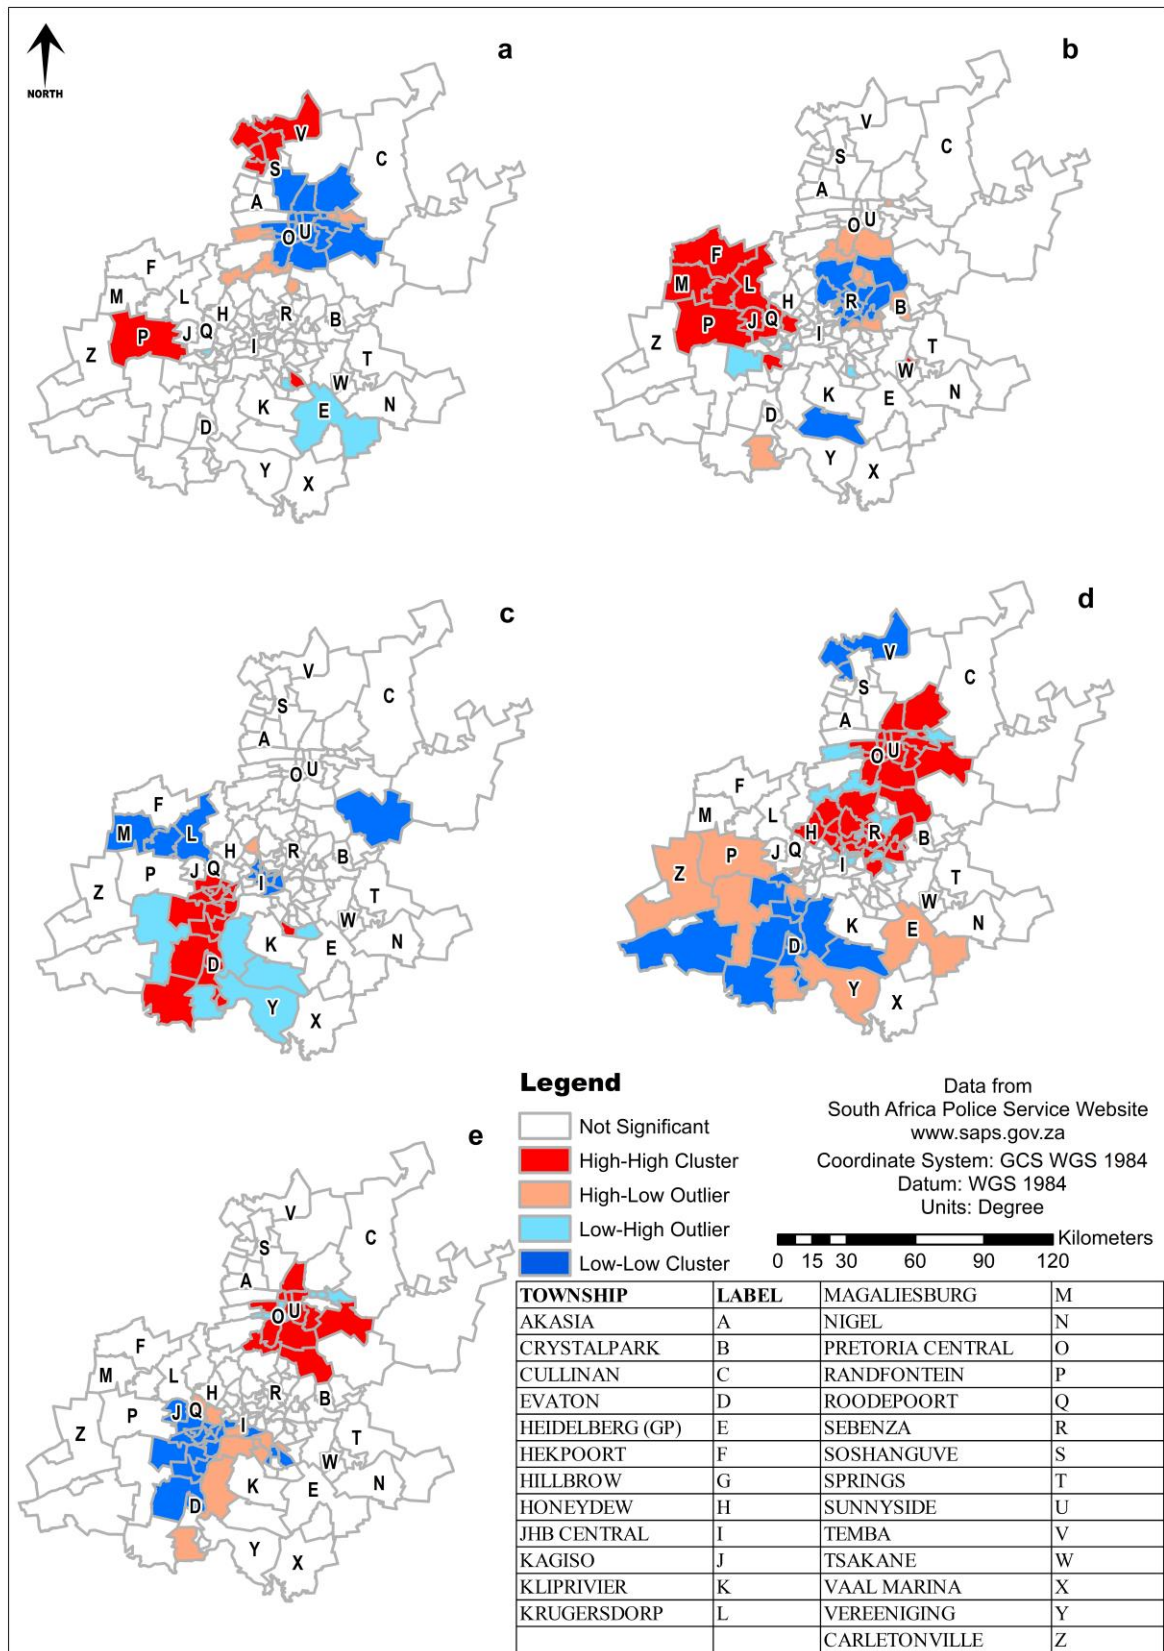 NORTH
a
V
S
C
A
O U
F
M
L
H
P
J
Q
R
B
Z
I
T
W
K
E
N
D
Y
X
b
V
C
S
A
O U
F
M
L
H
P
J Q
R
B
Z
I
T
W
K
E
N
D
Y
X
c
V
C
S
A
O U
F
M
L
H
P
J Q
R
B
Z
I
T
W
K
E
N
D
Y
X
d
V
C
S
A
O U
F
M
L
H
P
J Q
R
B
Z
I
T
W
K
E
N
D
Y
X
e
V
C
S
A
O U
F
M
L
H
P
J Q
R
B
Z
I
T
W
K
E
N
D
Y
X
Legend
Not Significant
High-High Cluster
High-Low Outlier
Low-High Outlier
Low-Low Cluster
Data from
South Africa Police Service Website
www.saps.gov.za
Coordinate System: GCS WGS 1984
Datum: WGS 1984
Units: Degree
Kilometers
0 15 30 60 90 120
TOWNSHIP LABEL MAGALIESBURG M
AKASIA A NIGEL N
CRYSTALPARK B PRETORIA CENTRAL O
CULLINAN C RANDFONTEIN P
EVATON D ROODEPOORT Q
HEIDELBERG (GP) E SEBENZA R
HEKPOORT F SOSHANGUVE S
HILLBROW G SPRINGS T
HONEYDEW H SUNNYSIDE U
JHB CENTRAL I TEMBA V
KAGISO J TSAKANE W
KLIPRIVIER K VAAL MARINA X
KRUGERSDORP L VEREENIGING Y
CARLETONVILLE Z